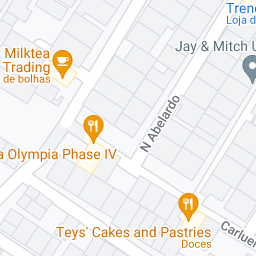 Trend
Loja d
Milktea
Trading
de bolhas
Jay & Mitch U
N Abelardo
a Olympia Phase IV
Teys' Cakes and Pastries
Doces
Carlue